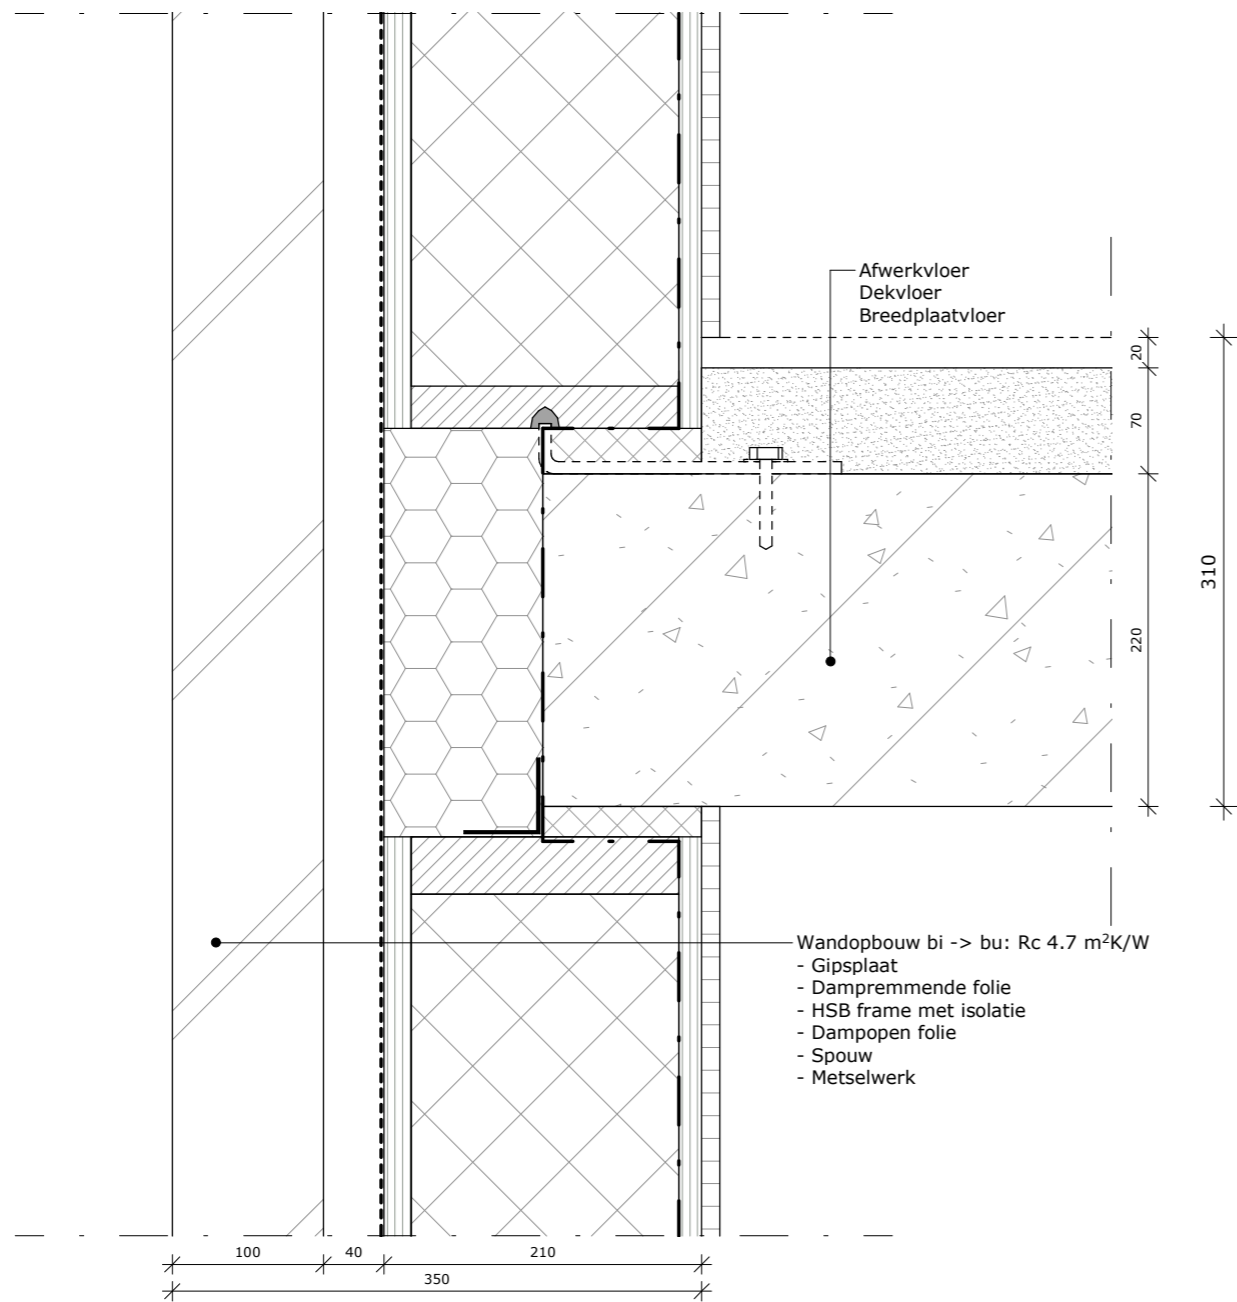 Afwerkvloer
Dekvloer
Breedplaatvloer
20
70
310
220
Wandopbouw bi -> bu: Rc 4.7 m²K/W
- Gipsplaat
- Dampremmende folie
- HSB frame met isolatie
- Dampopen folie
- Spouw
- Metselwerk
100
40
210
350